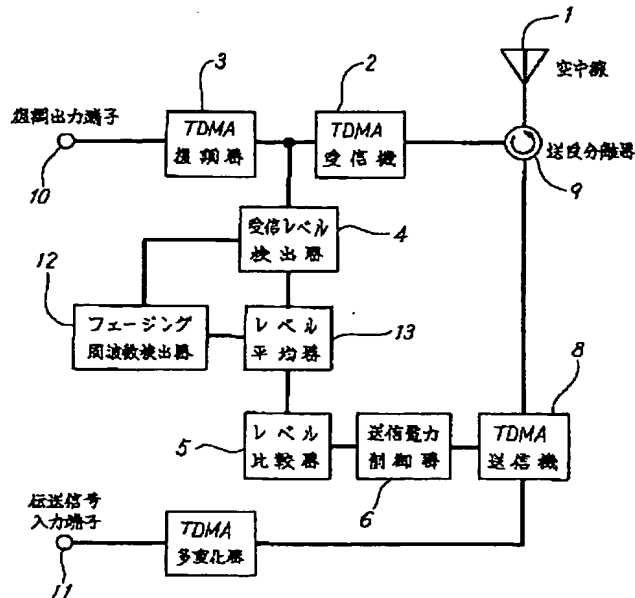 1
空中線
3
2
復調出力端子
TDMA
復調器
TDMA
受信機
10
送受分離器
9
受信レベル
検出器
4
12
フェージング
周波数検出器
レベル
平均器
13
8
レベル
比較器
送信電力
制御器
TDMA
送信機
5
6
伝送信号
入力端子
TDMA
多重化器
11